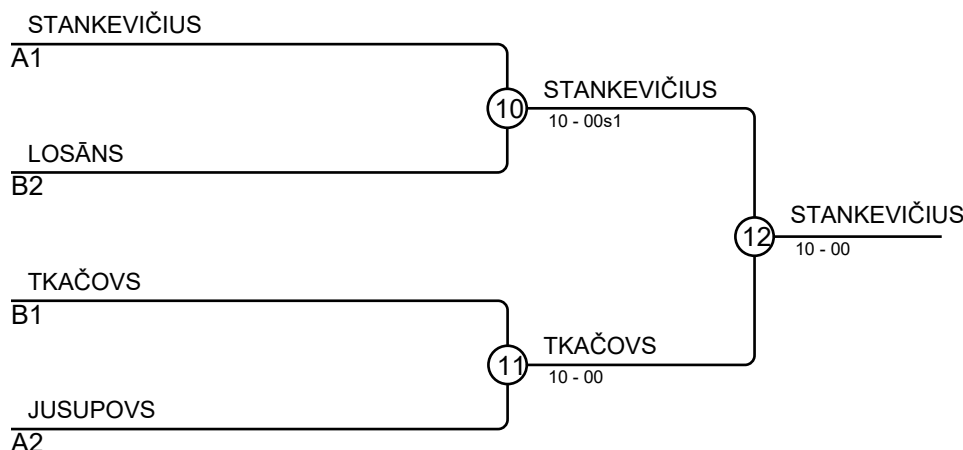 STANKEVIČIUS
A1
10
STANKEVIČIUS
10 - 00s1
LOSĀNS
B2
12
STANKEVIČIUS
10 - 00
TKAČOVS
B1
11
TKAČOVS
10 - 00
JUSUPOVS
A2